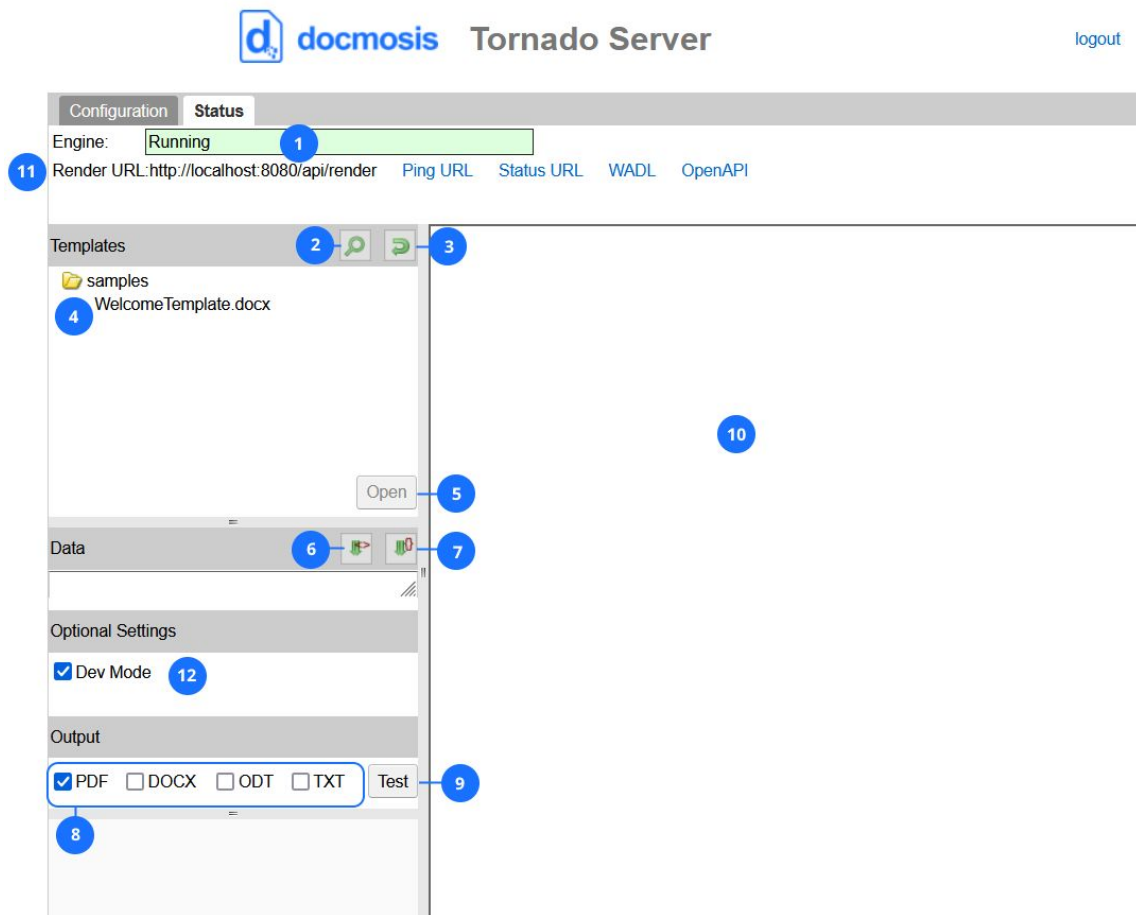 d docmosis Tornado Server logout
Configuration Status
Engine: Running 1
11 Render URL:http://localhost:8080/api/render Ping URL Status URL WADL OpenAPI
Templates 2 3
samples
WelcomeTemplate.docx
4
10
Open 5
Data 6 7
Optional Settings
Dev Mode 12
Output
PDF DOCX ODT TXT Test 9
8